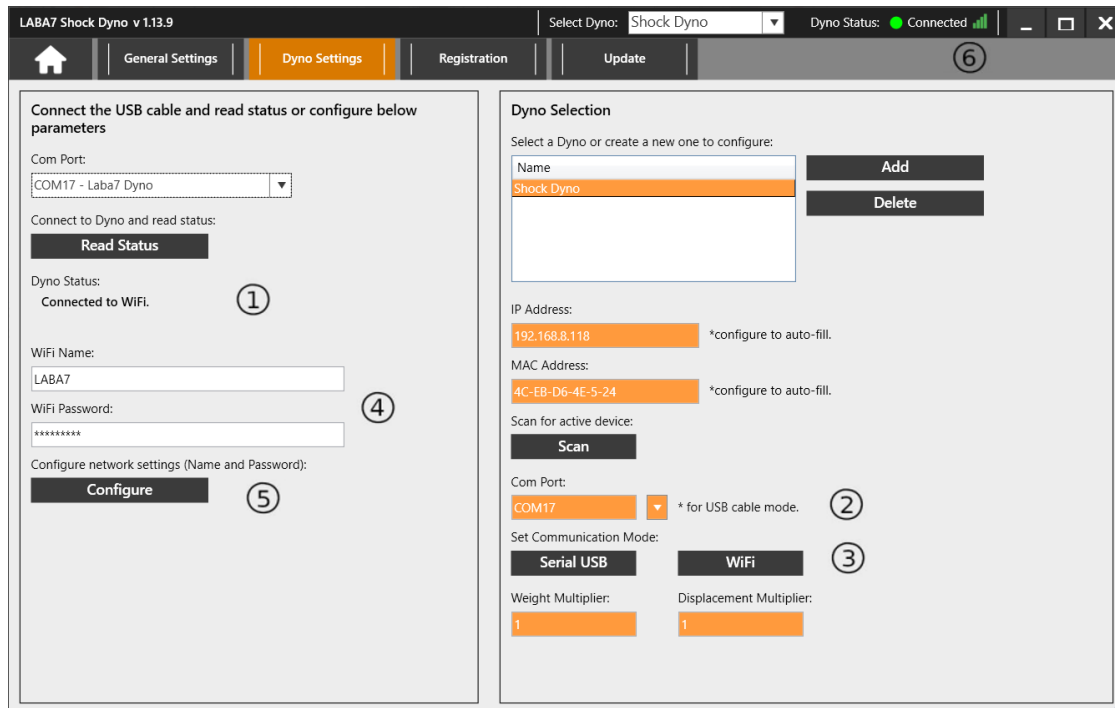 LABA7 Shock Dyno v 1.13.9
Select Dyno: Shock Dyno
Dyno Status: Connected
General Settings
Dyno Settings
Registration
Update
⑥
Connect the USB cable and read status or configure below
parameters
Com Port:
COM17 - Laba7 Dyno
Connect to Dyno and read status:
Read Status
Dyno Status:
Connected to WiFi.
①
WiFi Name:
LABA7
WiFi Password:
*********
④
Configure network settings (Name and Password):
Configure
⑤
Dyno Selection
Select a Dyno or create a new one to configure:
Name
Shock Dyno
Add
Delete
IP Address:
192.168.8.118 *configure to auto-fill.
MAC Address:
4C-EB-D6-4E-5-24 *configure to auto-fill.
Scan for active device:
Scan
Com Port:
COM17 * for USB cable mode.
②
Set Communication Mode:
Serial USB WiFi
③
Weight Multiplier: Displacement Multiplier:
1 1